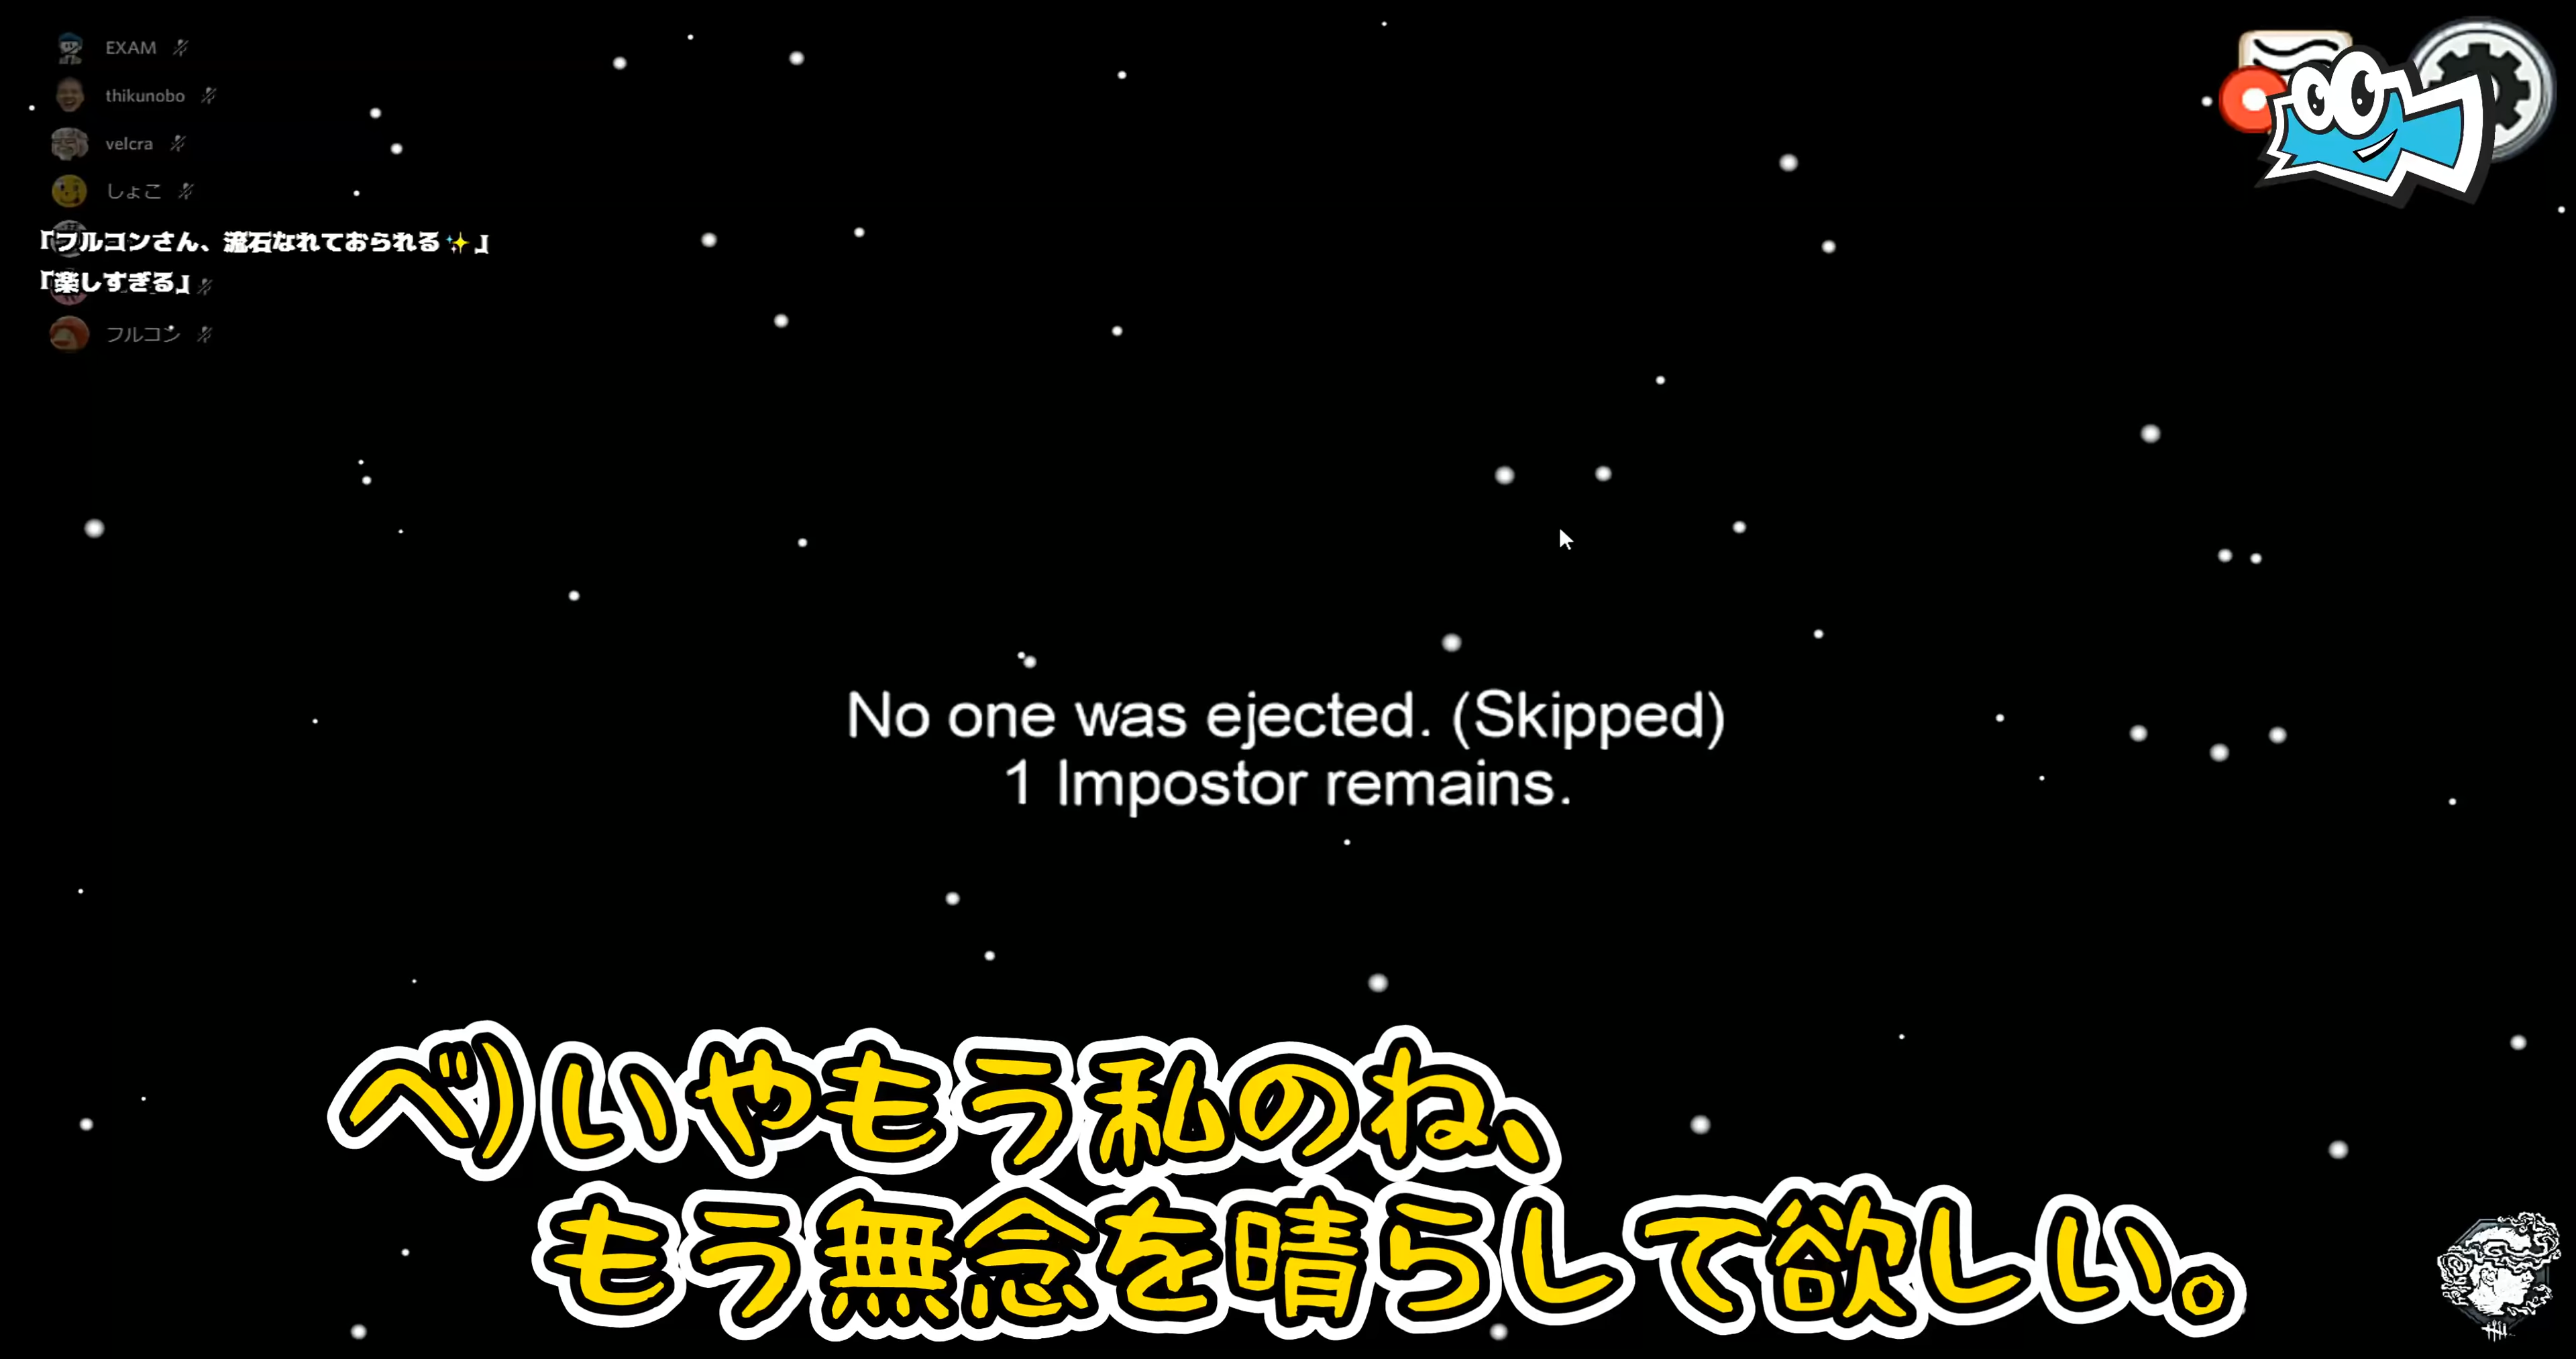 EXAM
thikunobo
velcra
しょこ
『フルコンさん、流石なれておられる✨』
『楽しすぎる』
フルコン
No one was ejected. (Skipped)
1 Impostor remains.
べ)いやもう私のね、
もう無念を晴らして欲しい。